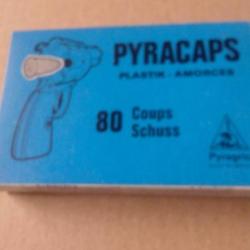 PYRACAPS
PLASTIK - AMORCES
80 Coups
Schuss